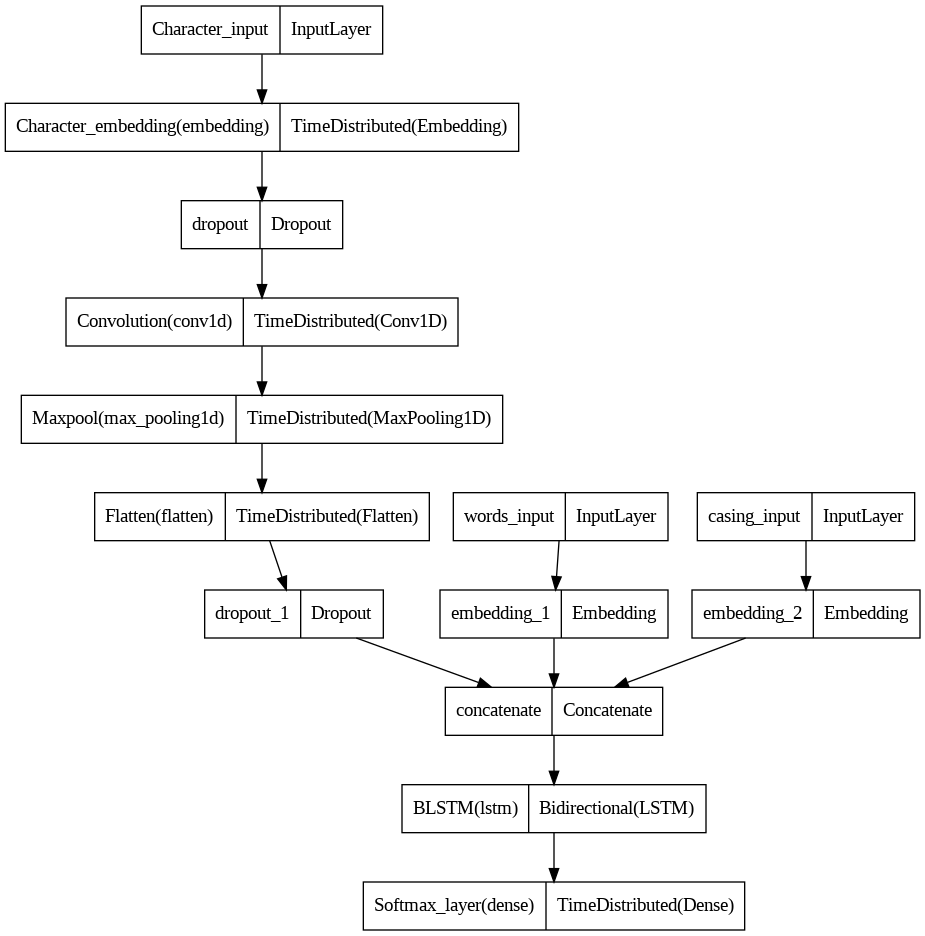 Character_input InputLayer
Character_embedding(embedding) TimeDistributed(Embedding)
dropout Dropout
Convolution(conv1d) TimeDistributed(Conv1D)
Maxpool(max_pooling1d) TimeDistributed(MaxPooling1D)
Flatten(flatten) TimeDistributed(Flatten) words_input InputLayer casing_input InputLayer
dropout_1 Dropout embedding_1 Embedding embedding_2 Embedding
concatenate Concatenate
BLSTM(lstm) Bidirectional(LSTM)
Softmax_layer(dense) TimeDistributed(Dense)